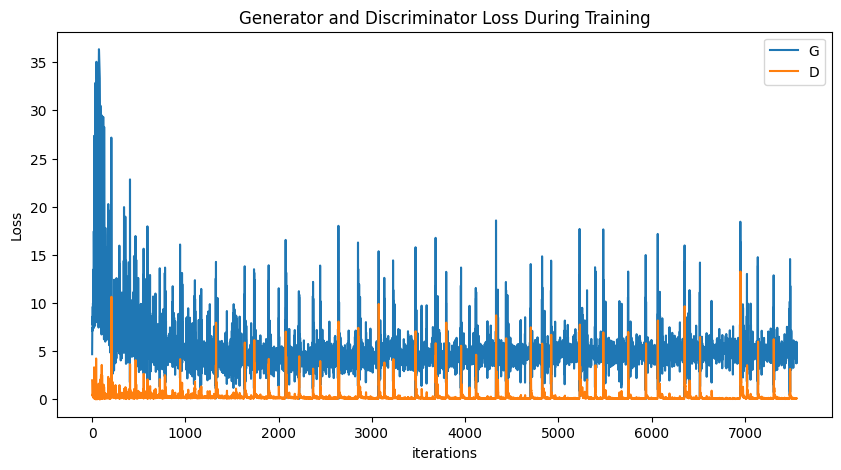 Generator and Discriminator Loss During Training
G
D
35
30
25
20
15
10
5
0
Loss
0 1000 2000 3000 4000 5000 6000 7000
iterations